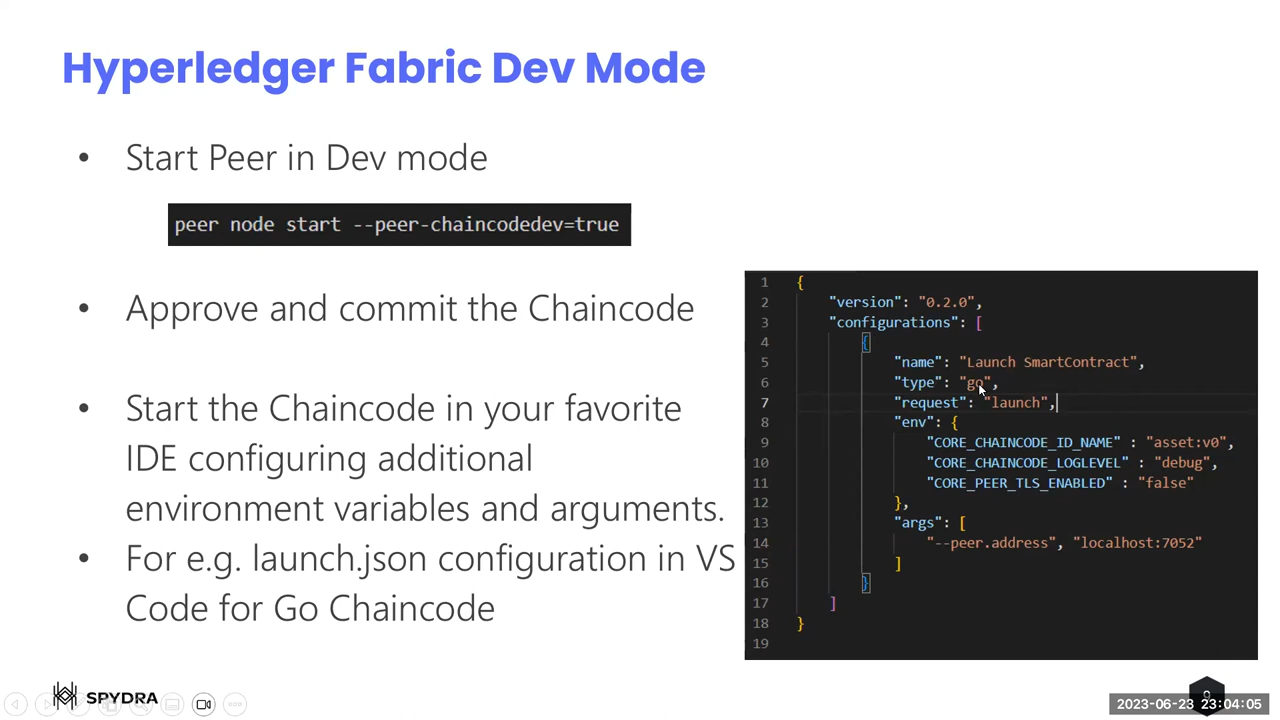 Hyperledger Fabric Dev Mode
• Start Peer in Dev mode
peer node start --peer-chaincodedev=true
• Approve and commit the Chaincode
• Start the Chaincode in your favorite
IDE configuring additional
environment variables and arguments.
• For e.g. launch.json configuration in VS
Code for Go Chaincode
1 {
2 "version": "0.2.0",
3 "configurations": [
4 {
5 "name": "Launch SmartContract",
6 "type": "go",
7 "request": "launch",
8 "env": {
9 "CORE_CHAINCODE_ID_NAME" : "asset:v0",
10 "CORE_CHAINCODE_LOGLEVEL" : "debug",
11 "CORE_PEER_TLS_ENABLED" : "false"
12 },
13 "args": [
14 "--peer.address", "localhost:7052"
15 ]
16 }
17 ]
18 }
19
SPYDRA
2023-06-23 23:04:05